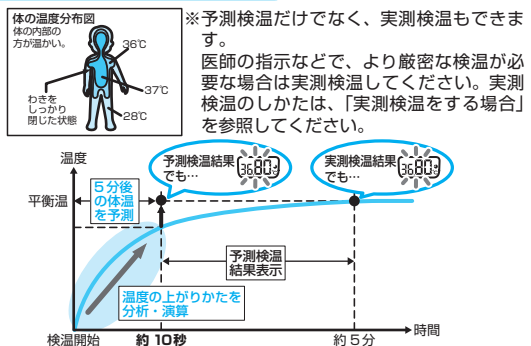 体の温度分布図
体の内部の
方が温かい。
36℃
37℃
28℃
わきを
しっかり
閉じた状態
※予測検温だけでなく、実測検温もできま
す。
医師の指示などで、より厳密な検温が必
要な場合は実測検温してください。実測
検温のしかたは、「実測検温をする場合」
を参照してください。
温度
予測検温結果
でも…
36.80℃
実測検温結果
でも…
36.80℃
平衡温
5分後
の体温
を予測
予測検温
結果表示
温度の上がりかたを
分析・演算
検温開始
約10秒
約5分
時間